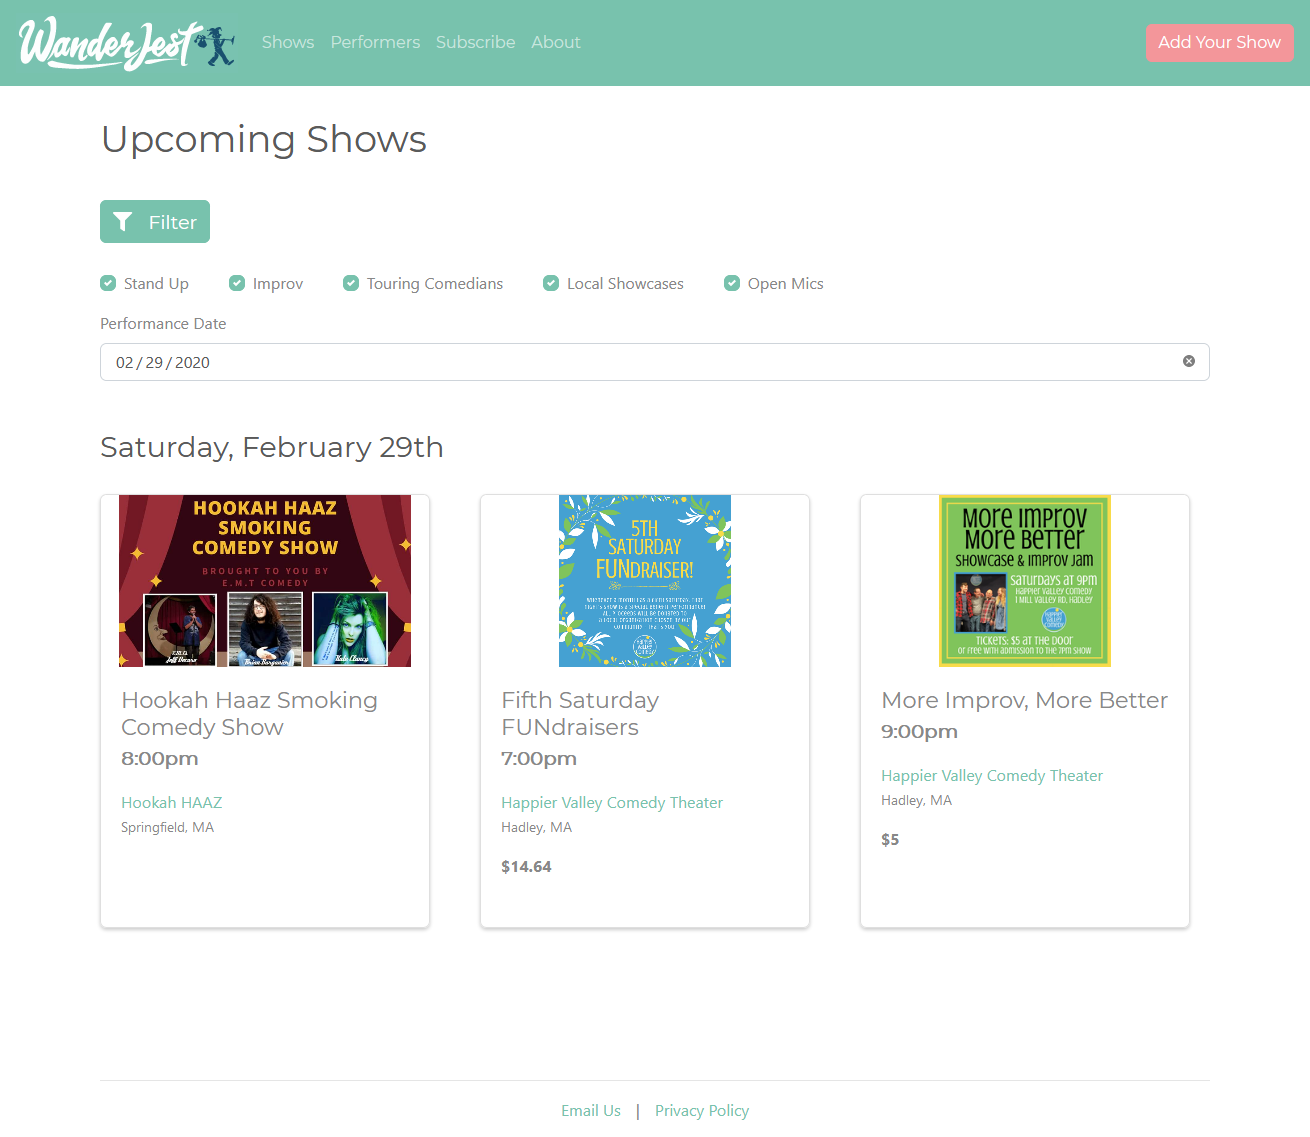 WanderJest
Shows
Performers
Subscribe
About
Add Your Show
Upcoming Shows
Filter
Stand Up
Improv
Touring Comedians
Local Showcases
Open Mics
Performance Date
02 / 29 / 2020
Saturday, February 29th
HOOKAH HAAZ
SMOKING
COMEDY SHOW
BROUGHT TO YOU BY
E.M.T COMEDY
Hookah Haaz Smoking
Comedy Show
8:00pm
Hookah HAAZ
Springfield, MA
5TH
SATURDAY
FUNDRAISER!
Fifth Saturday
FUNdraisers
7:00pm
Happier Valley Comedy Theater
Hadley, MA
$14.64
MORE IMPROV
MORE BETTER
SHOWCASE & IMPROV JAM
SATURDAYS AT 9PM
HAPPIER VALLEY COMEDY
1 MILL VALLEY RD, HADLEY
TICKETS: $5 AT THE DOOR
OR FREE WITH ADMISSION TO THE 7PM SHOW
More Improv, More Better
9:00pm
Happier Valley Comedy Theater
Hadley, MA
$5
Email Us | Privacy Policy